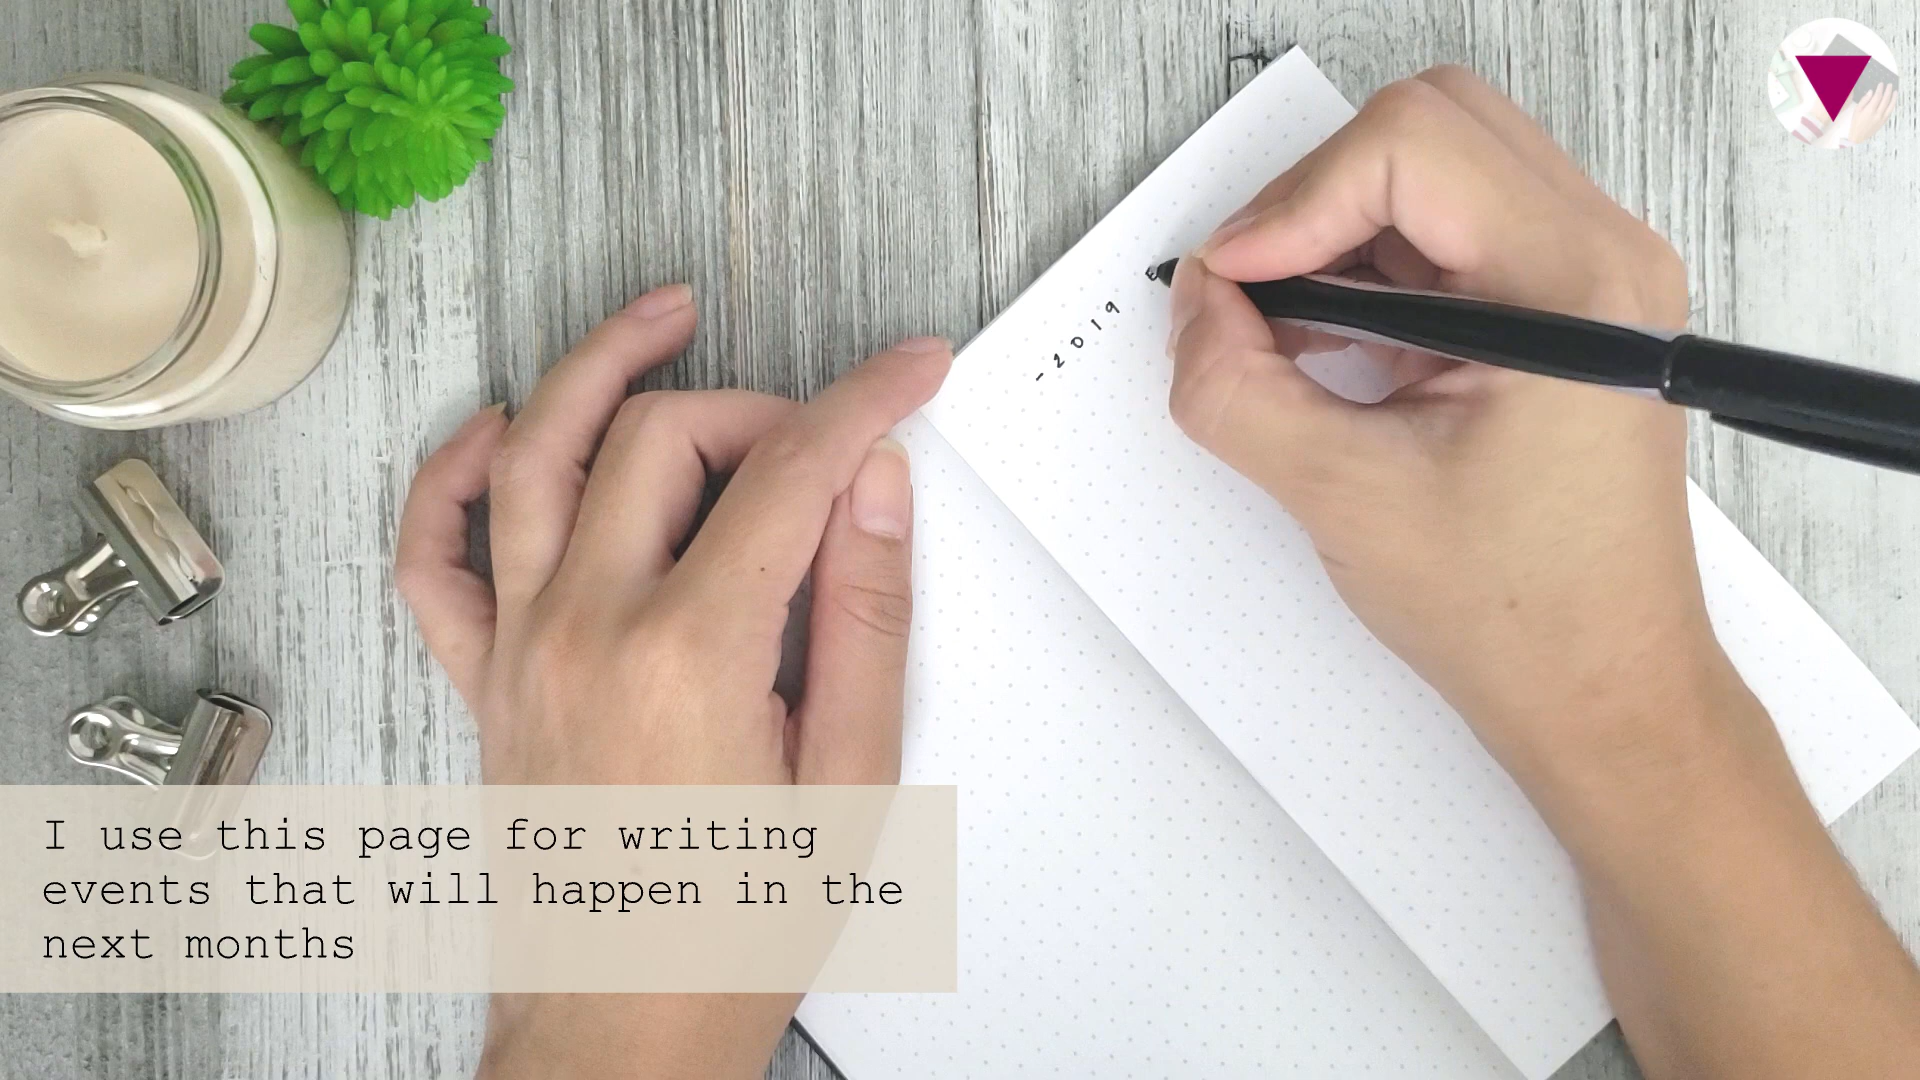 - 2019 E
I use this page for writing
events that will happen in the
next months